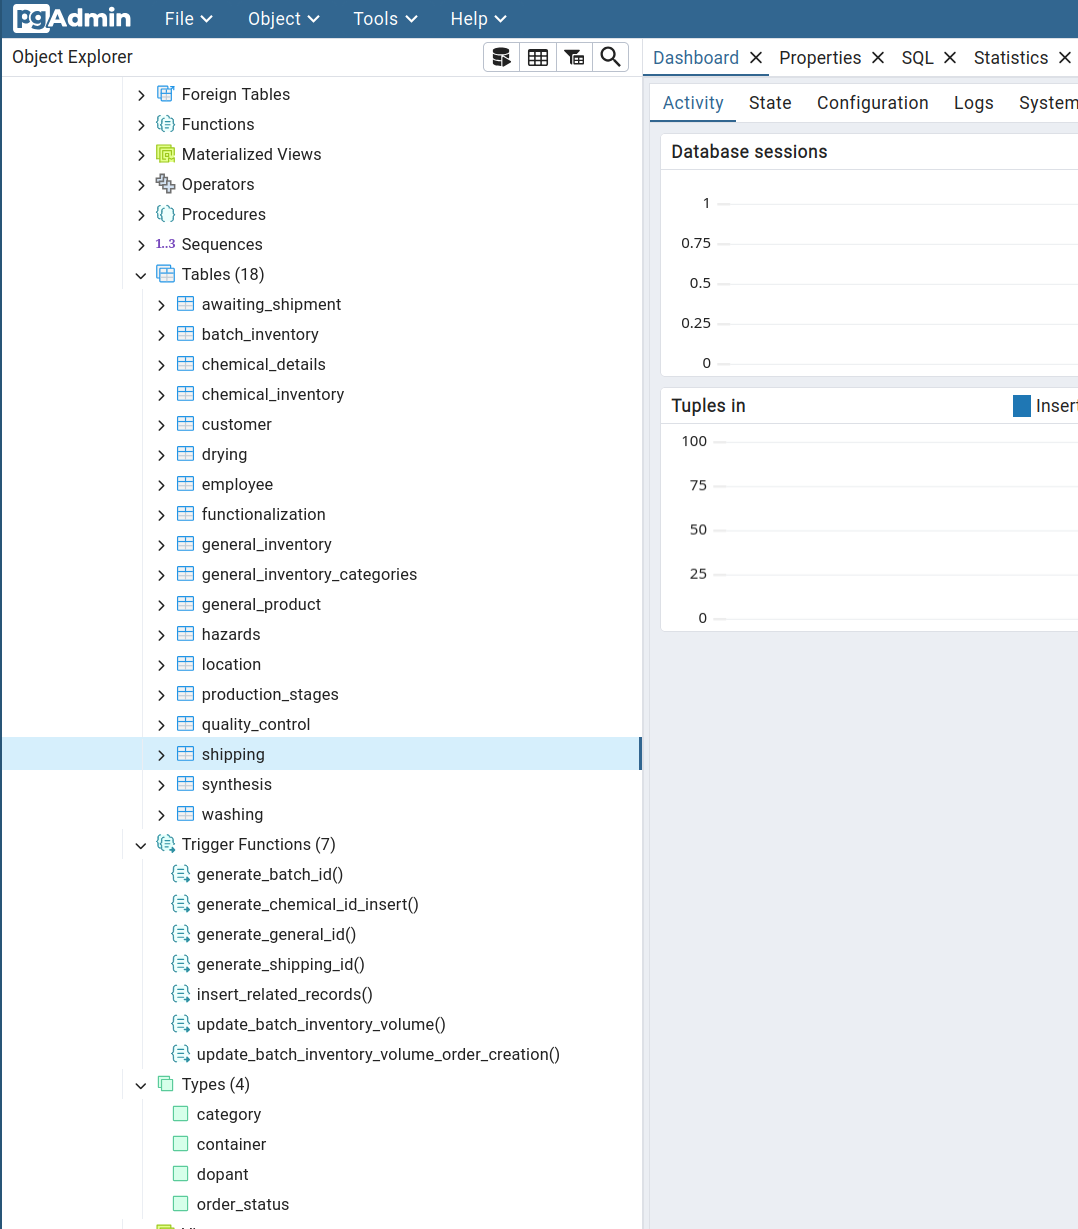 pgAdmin File Object Tools Help
Object Explorer
Foreign Tables
Functions
Materialized Views
Operators
Procedures
1..3 Sequences
Tables (18)
awaiting_shipment
batch_inventory
chemical_details
chemical_inventory
customer
drying
employee
functionalization
general_inventory
general_inventory_categories
general_product
hazards
location
production_stages
quality_control
shipping
synthesis
washing
Trigger Functions (7)
generate_batch_id()
generate_chemical_id_insert()
generate_general_id()
generate_shipping_id()
insert_related_records()
update_batch_inventory_volume()
update_batch_inventory_volume_order_creation()
Types (4)
category
container
dopant
order_status
Dashboard Properties SQL Statistics
Activity State Configuration Logs System
Database sessions
1
0.75
0.5
0.25
0
Tuples in Insert
100
75
50
25
0